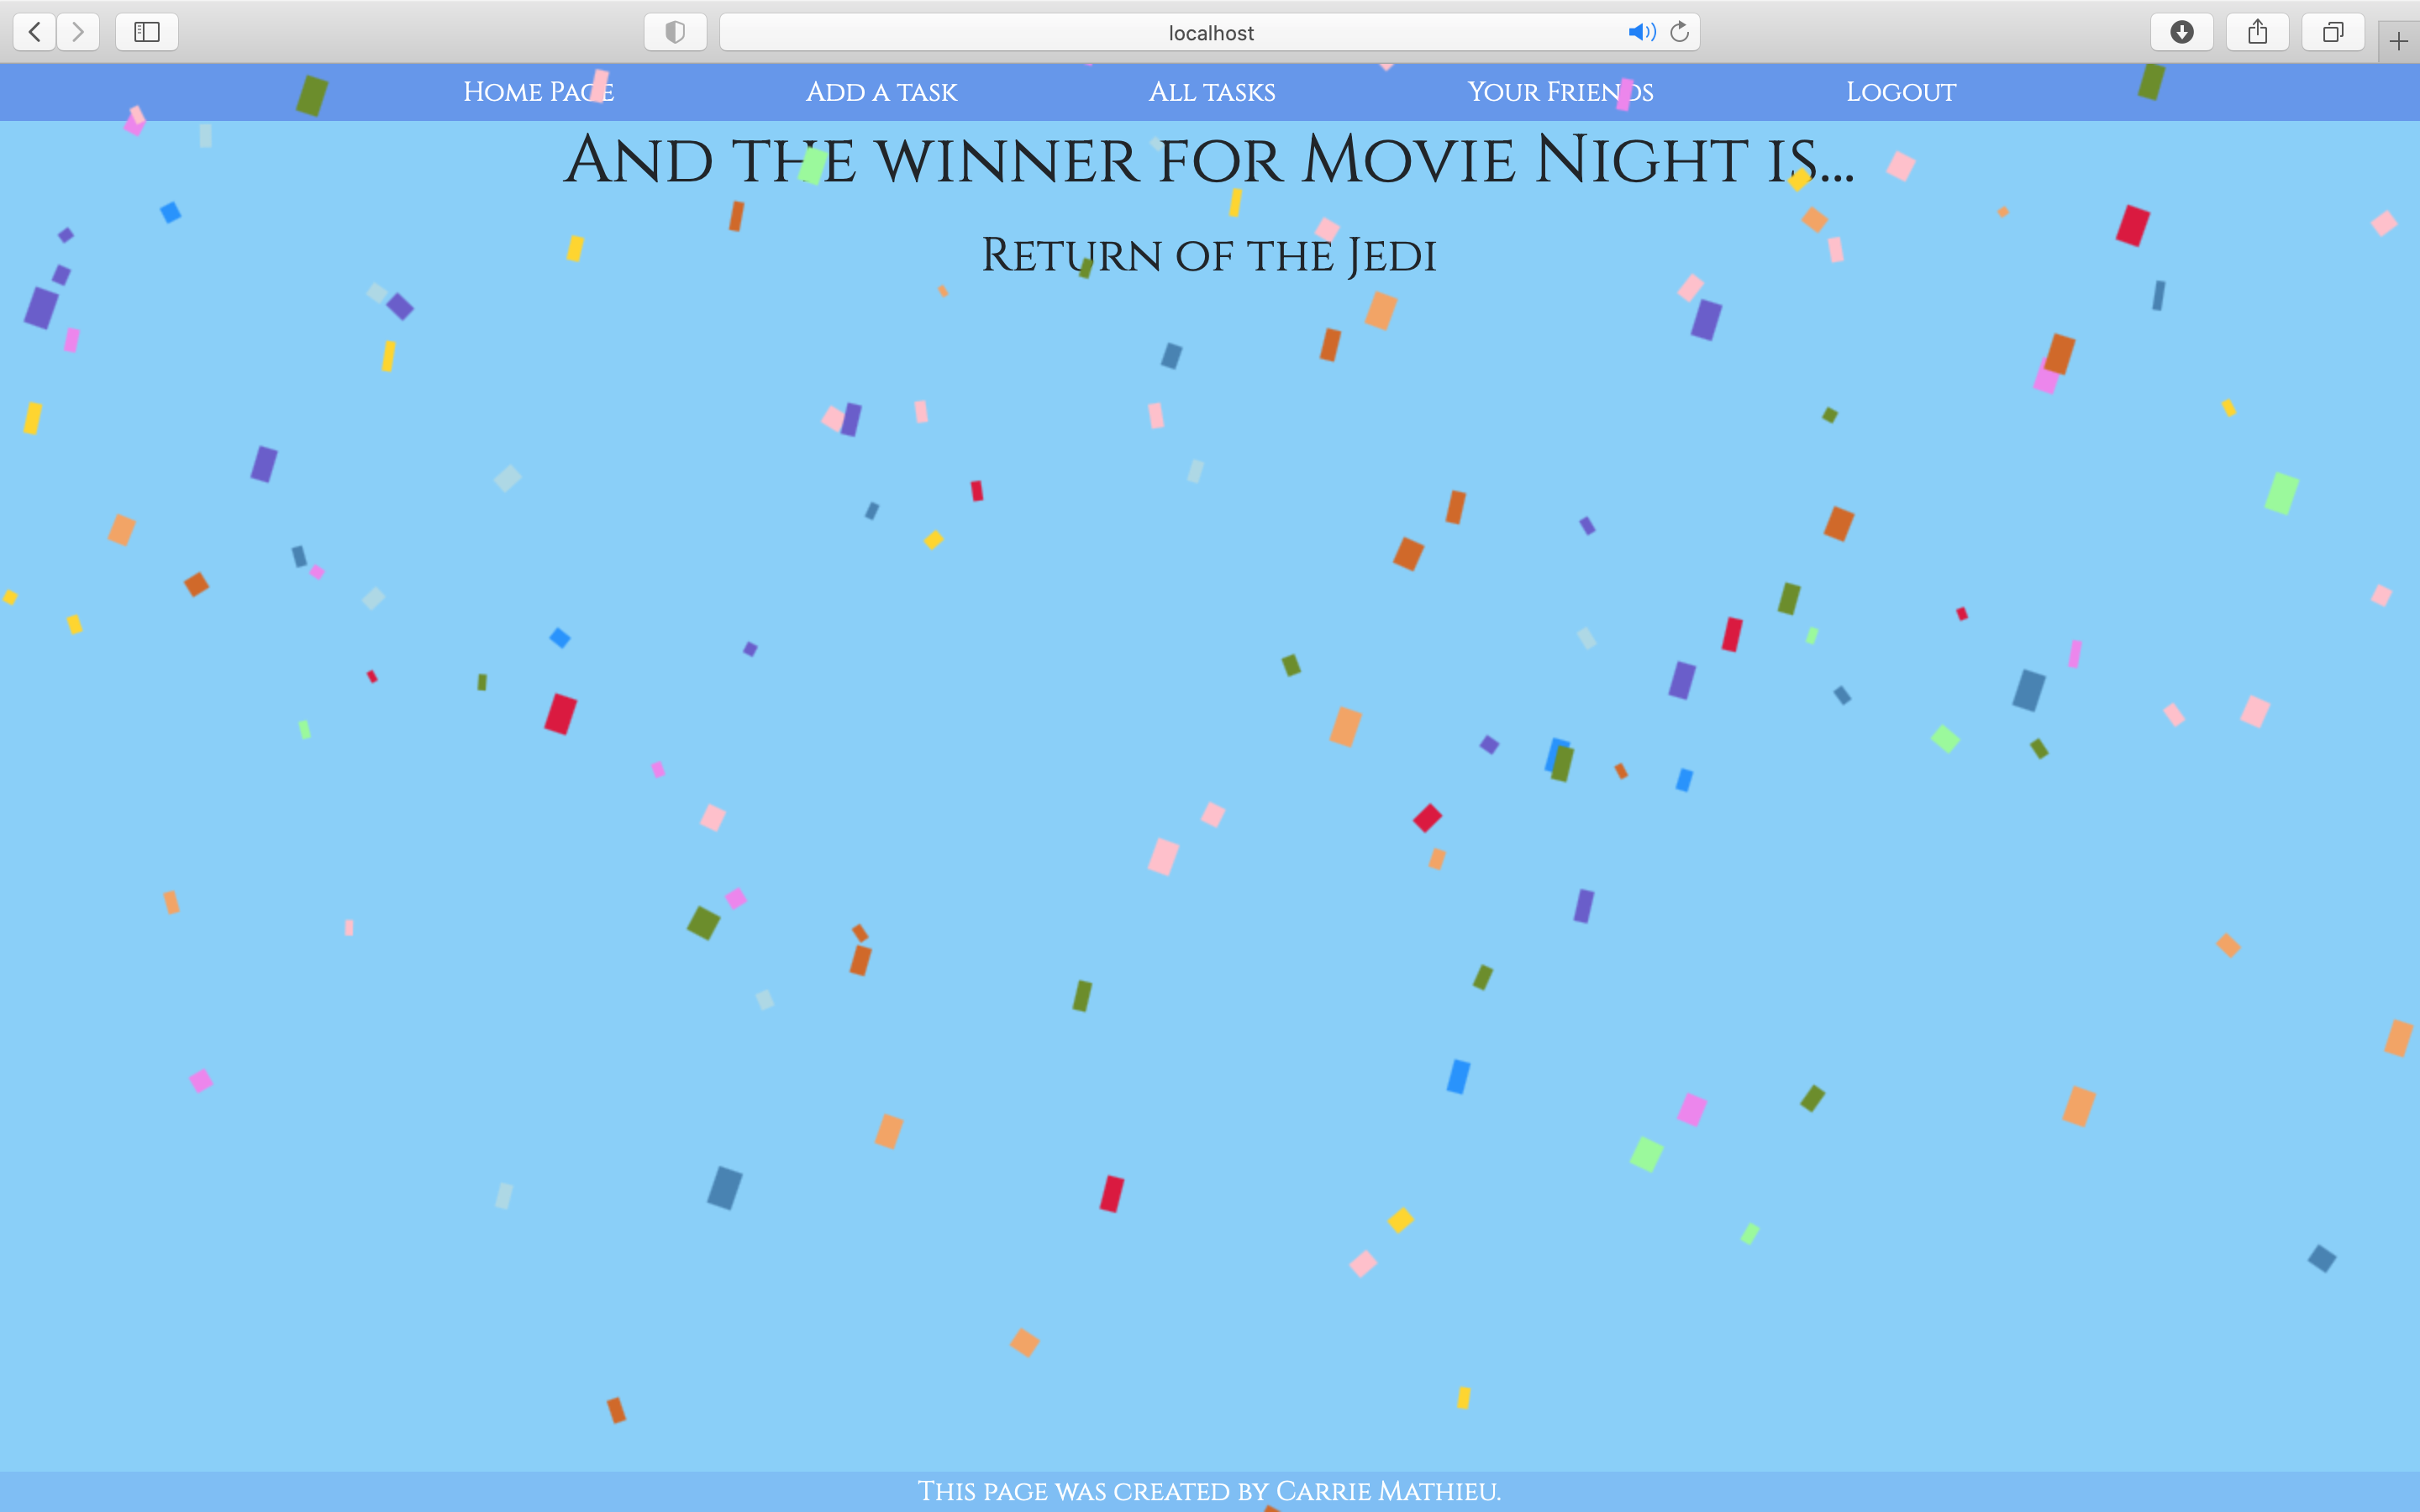 localhost
Home Page Add a task All tasks Your Friends Logout
And the winner for Movie Night is...
Return of the Jedi
This page was created by Carrie Mathieu.